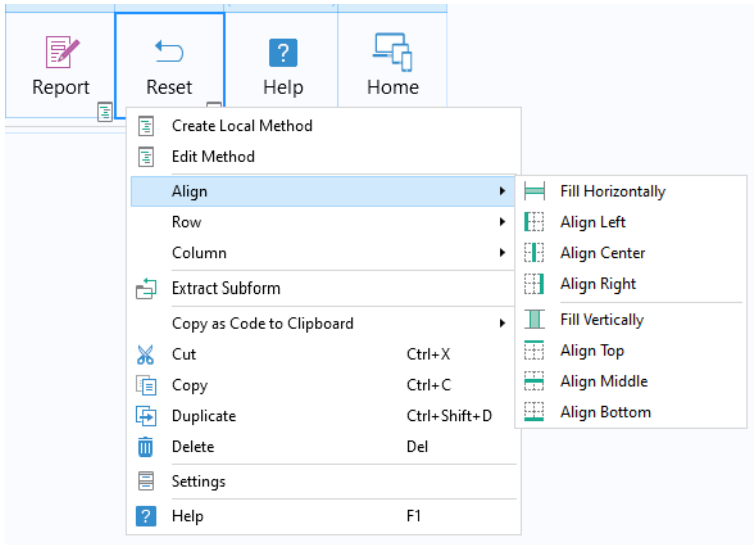 Report
Reset
Help
Home
Create Local Method
Edit Method
Align
Row
Column
Extract Subform
Copy as Code to Clipboard
Cut Ctrl+X
Copy Ctrl+C
Duplicate Ctrl+Shift+D
Delete Del
Settings
Help F1
Fill Horizontally
Align Left
Align Center
Align Right
Fill Vertically
Align Top
Align Middle
Align Bottom